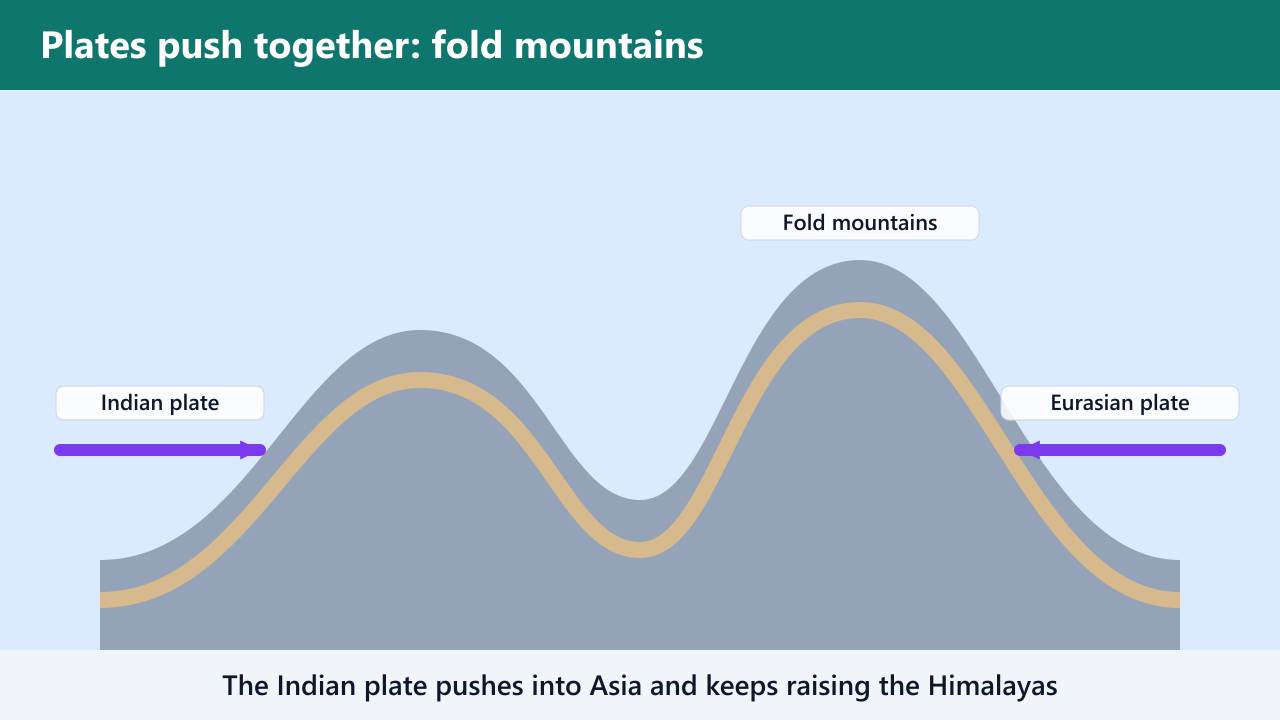 Plates push together: fold mountains
Fold mountains
Indian plate
Eurasian plate
The Indian plate pushes into Asia and keeps raising the Himalayas